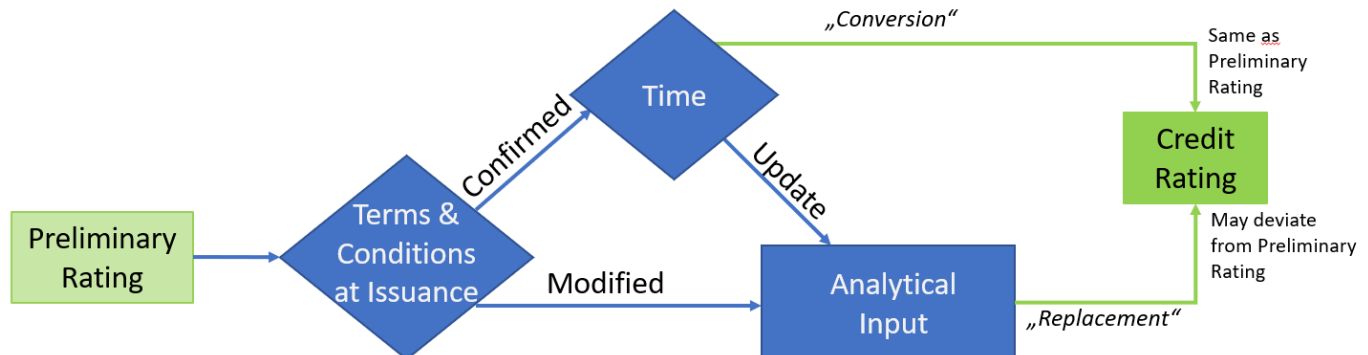 Preliminary
Rating
Terms &
Conditions
at Issuance
Confirmed
Modified
Time
Update
Analytical
Input
„Conversion“
„Replacement“
Same as
Preliminary
Rating
Credit
Rating
May deviate
from Preliminary
Rating